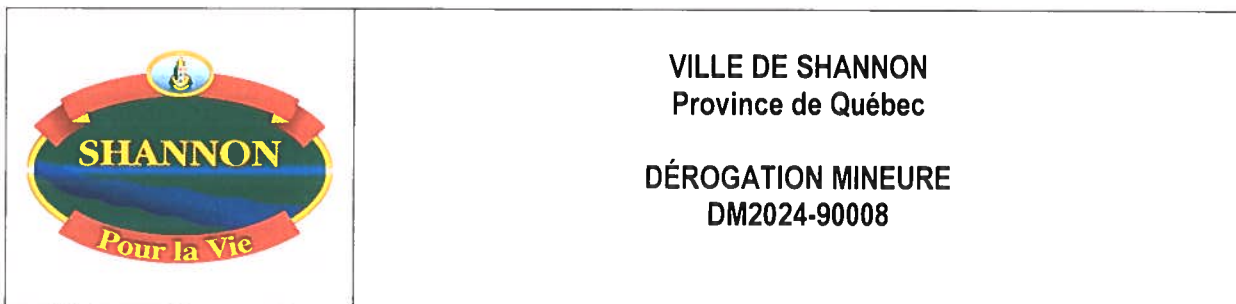 SHANNON
Pour la Vie
VILLE DE SHANNON
Province de Québec
DÉROGATION MINEURE
DM2024-90008